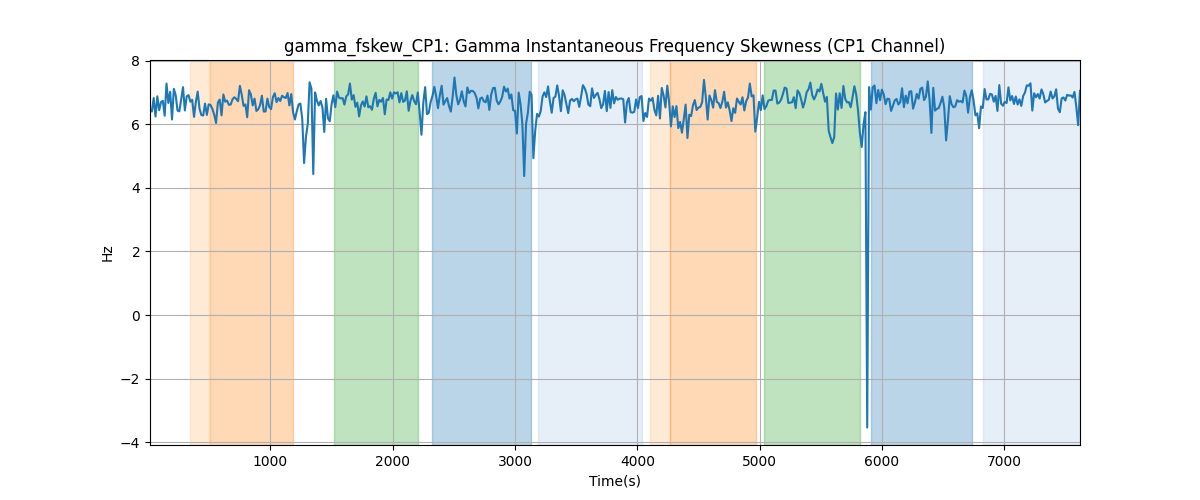 gamma_fskew_CP1: Gamma Instantaneous Frequency Skewness (CP1 Channel)
8
6
4
2
0
−2
−4
Hz
1000 2000 3000 4000 5000 6000 7000
Time(s)